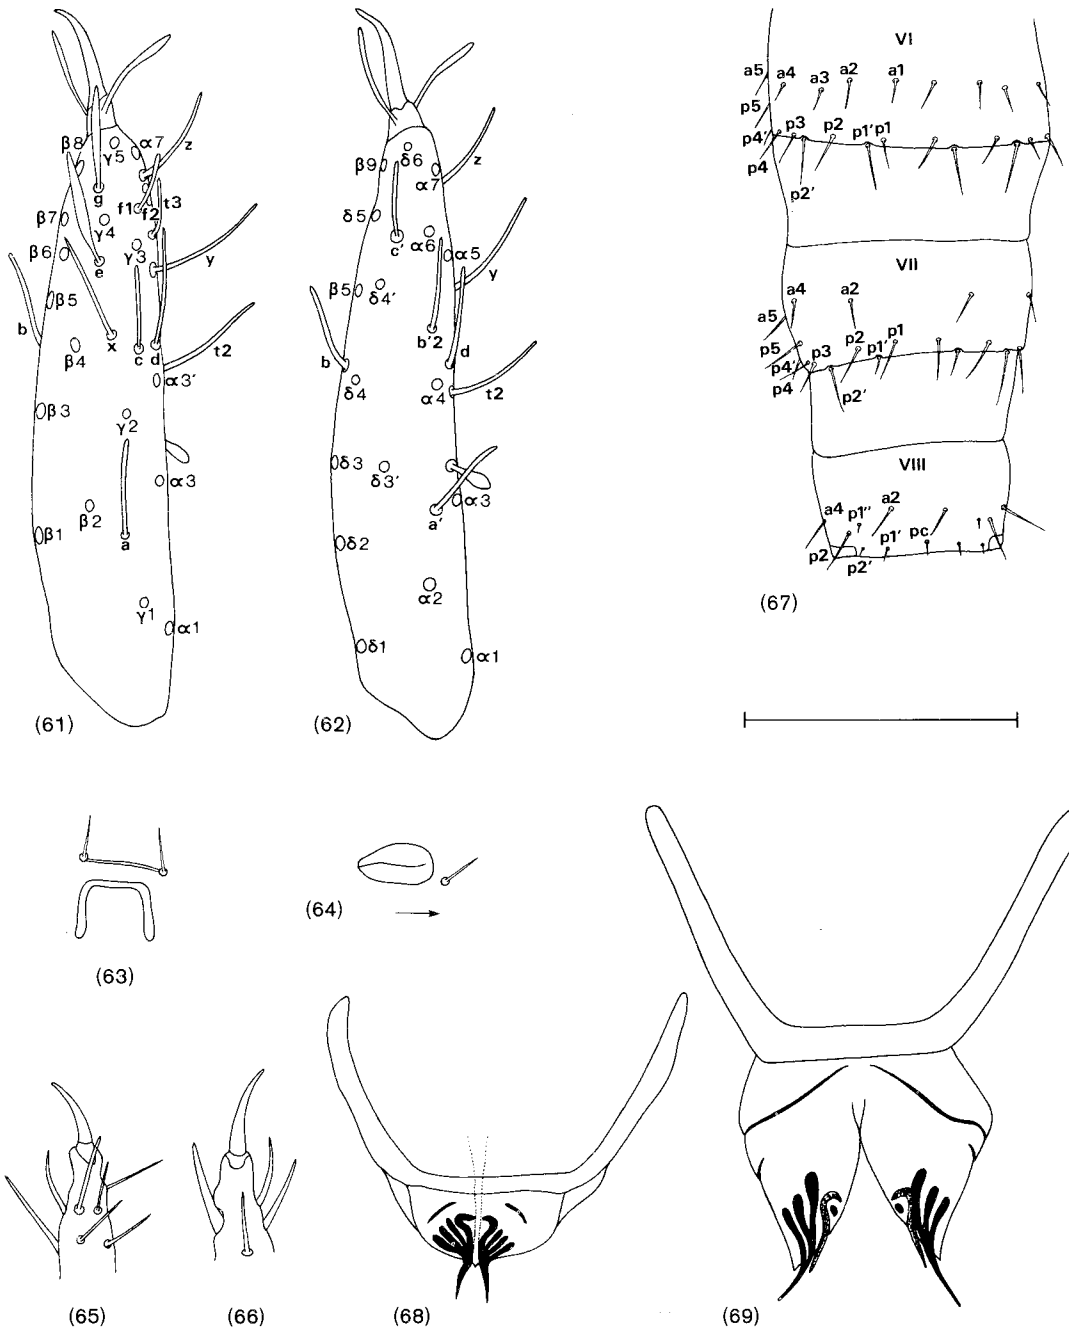 VI
a5 a4 a3 a2 a1
p5
p4' p3 p2 p1' p1
p4
p2'
VII
a4 a2
a5
p5 p2 p1' p1
p4' p3
p4 p2'
VIII
a4 p1'' a2
p2 p1' pc
p2'
(67)
β8 γ5 α7 z
g f1 f2 t3
β7 γ4
β6 γ3 y
e
b β5
x c d t2
β4
α3'
β3 γ2
α3
β2
β1 a
γ1
α1
(61)
δ6
β9 α7 z
δ5 α6
c' α5
β5 δ4' y
b b'2 d
δ4 α4 t2
δ3 δ3' α3
a'
δ2
α2
δ1 α1
(62)
(63)
(64)
(65)
(66)
(68)
(69)